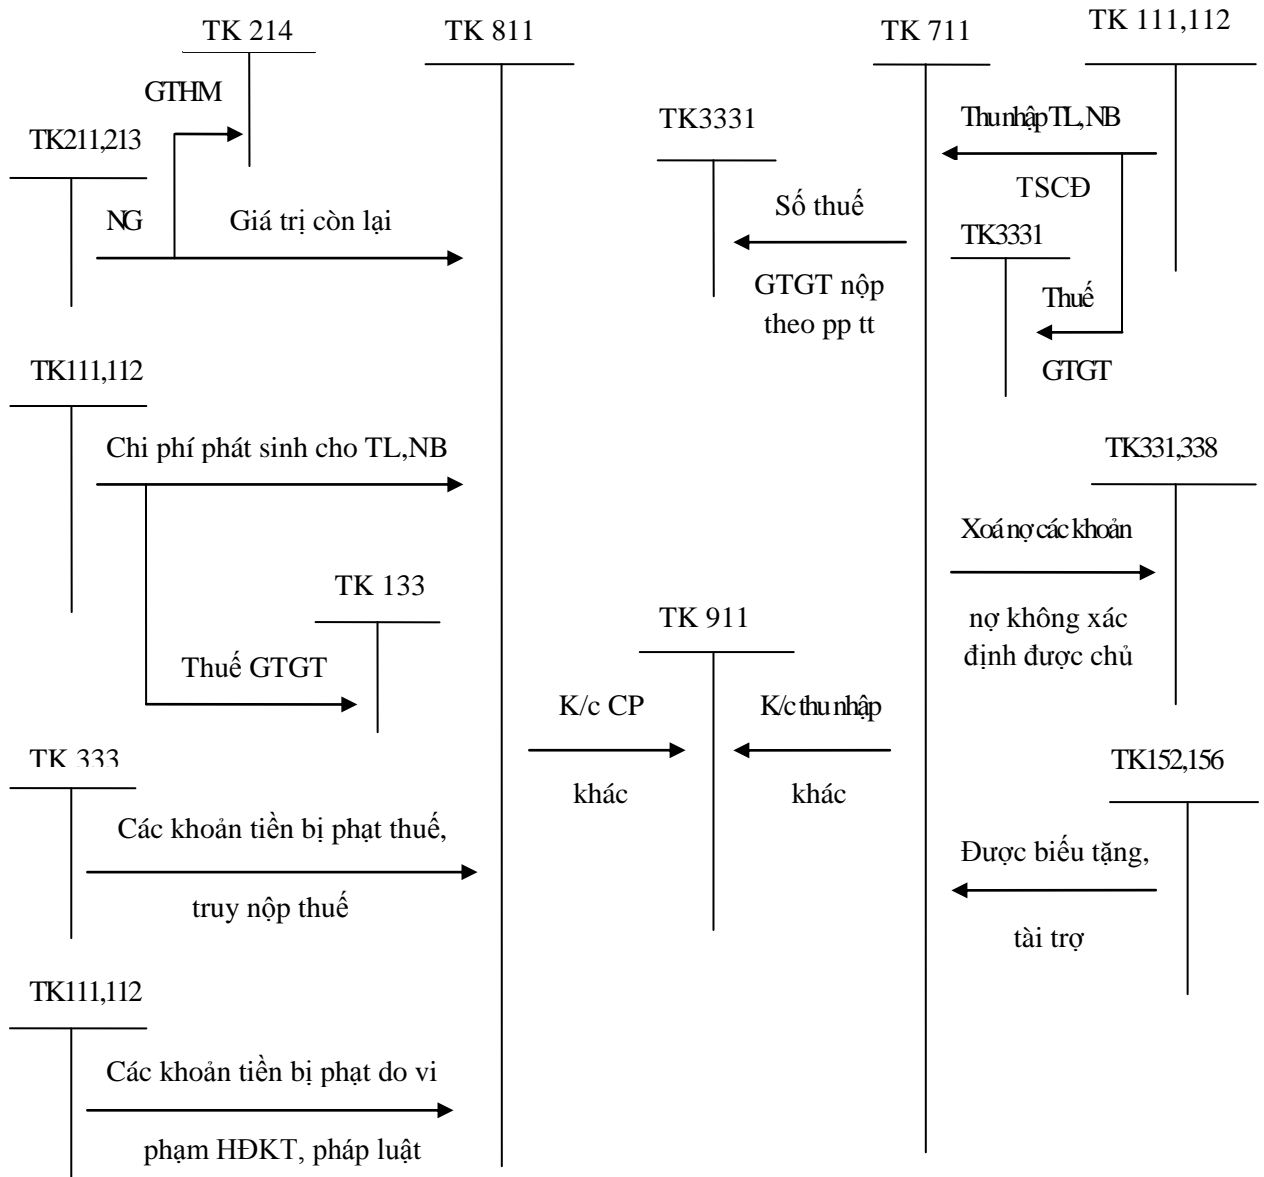 TK 214
TK 811
TK 711
TK 111,112
GTHM
TK211,213
NG
Giá trị còn lại
TK3331
Số thuế
GTGT nộp
theo pp tt
Thu nhập TL,NB
TSCĐ
TK3331
Thuế
GTGT
TK111,112
Chi phí phát sinh cho TL,NB
TK 133
Thuế GTGT
TK331,338
Xoá nợ các khoản
nợ không xác
định được chủ
TK 911
K/c CP
khác
K/c thu nhập
khác
TK 333
Các khoản tiền bị phạt thuế,
truy nộp thuế
TK152,156
Được biếu tặng,
tài trợ
TK111,112
Các khoản tiền bị phạt do vi
phạm HĐKT, pháp luật